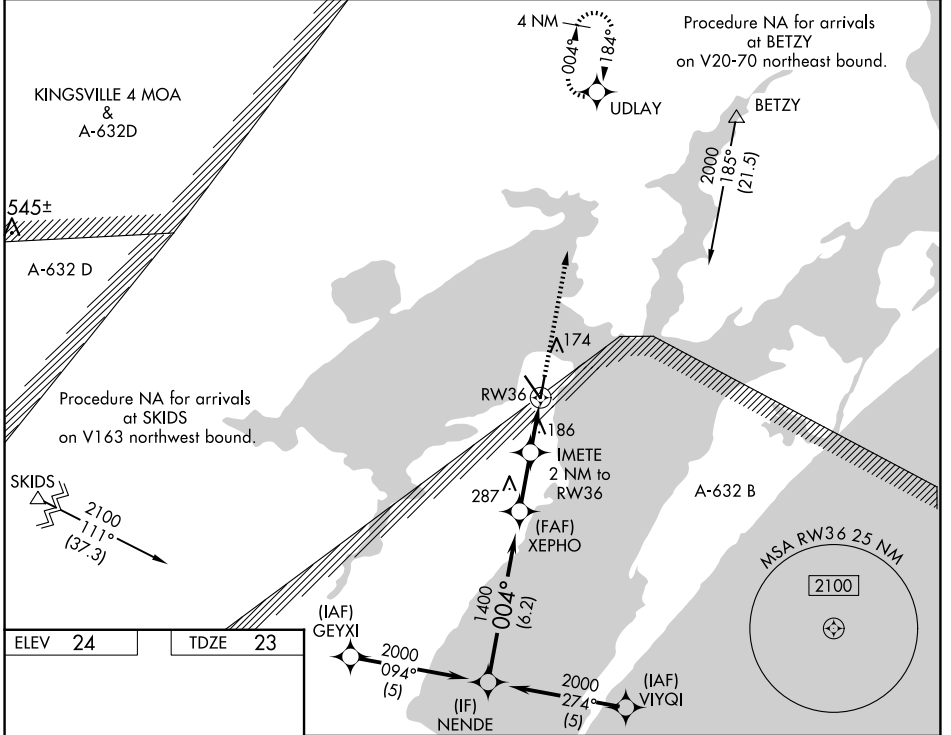 4 NM
004°
184°
UDLAY
Procedure NA for arrivals
at BETZY
on V20-70 northeast bound.
KINGSVILLE 4 MOA
&
A-632D
BETZY
2000
185°
(21.5)
545±
A-632 D
174
Procedure NA for arrivals
at SKIDS
on V163 northwest bound.
RW36
186
IMETE
2 NM to
RW36
287
A-632 B
SKIDS
2100
111°
(37.3)
(FAF)
XEPHO
MSA RW36 25 NM
2100
1400
004°
(6.2)
(IAF)
GEYXI
ELEV 24
TDZE 23
2000
094°
(5)
(IF)
NENDE
2000
274°
(5)
(IAF)
VIYQI